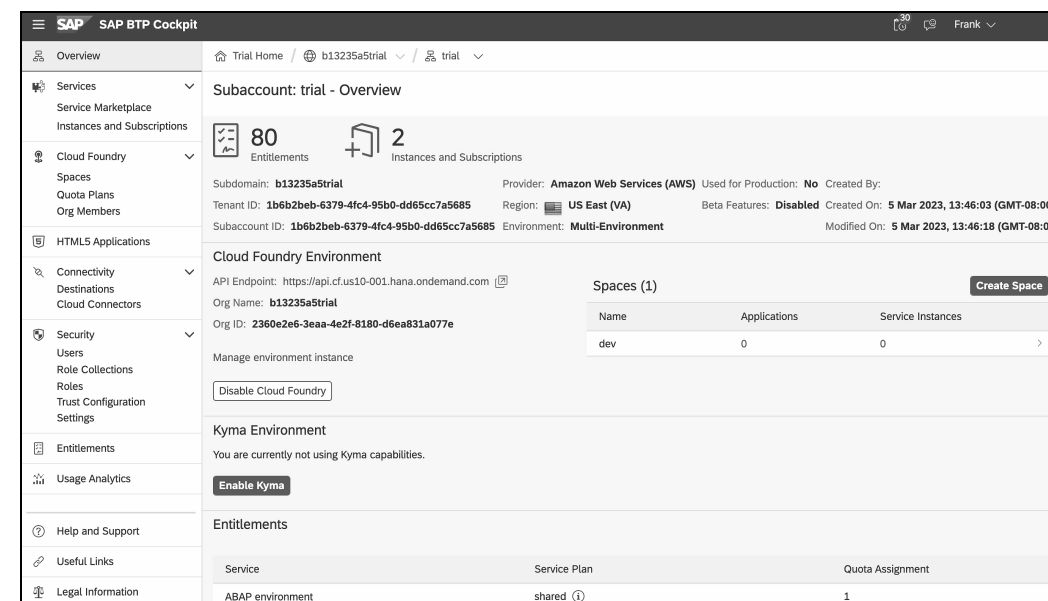 SAP SAP BTP Cockpit 30 Frank
Overview
Services
Service Marketplace
Instances and Subscriptions
Cloud Foundry
Spaces
Quota Plans
Org Members
HTML5 Applications
Connectivity
Destinations
Cloud Connectors
Security
Users
Role Collections
Roles
Trust Configuration
Settings
Entitlements
Usage Analytics
Help and Support
Useful Links
Legal Information
Trial Home / b13235a5trial / trial
Subaccount: trial - Overview
80
Entitlements
2
Instances and Subscriptions
Subdomain: b13235a5trial Provider: Amazon Web Services (AWS) Used for Production: No Created By:
Tenant ID: 1b6b2beb-6379-4fc4-95b0-dd65cc7a5685 Region: US East (VA) Beta Features: Disabled Created On: 5 Mar 2023, 13:46:03 (GMT-08:00
Subaccount ID: 1b6b2beb-6379-4fc4-95b0-dd65cc7a5685 Environment: Multi-Environment Modified On: 5 Mar 2023, 13:46:18 (GMT-08:0
Cloud Foundry Environment
API Endpoint: https://api.cf.us10-001.hana.ondemand.com
Org Name: b13235a5trial
Org ID: 2360e2e6-3eaa-4e2f-8180-d6ea831a077e
Manage environment instance
Disable Cloud Foundry
Spaces (1) Create Space
Name Applications Service Instances
dev 0 0
Kyma Environment
You are currently not using Kyma capabilities.
Enable Kyma
Entitlements
Service Service Plan Quota Assignment
ABAP environment shared 1